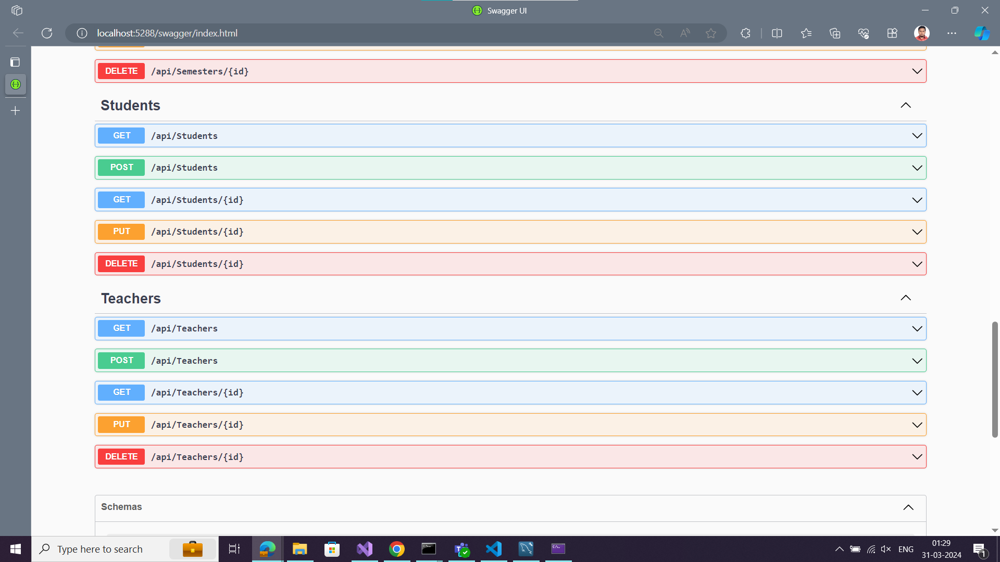 Swagger UI
localhost:5288/swagger/index.html
DELETE /api/Semesters/{id}
Students
GET /api/Students
POST /api/Students
GET /api/Students/{id}
PUT /api/Students/{id}
DELETE /api/Students/{id}
Teachers
GET /api/Teachers
POST /api/Teachers
GET /api/Teachers/{id}
PUT /api/Teachers/{id}
DELETE /api/Teachers/{id}
Schemas
Type here to search
ENG
01:29
31-03-2024
1